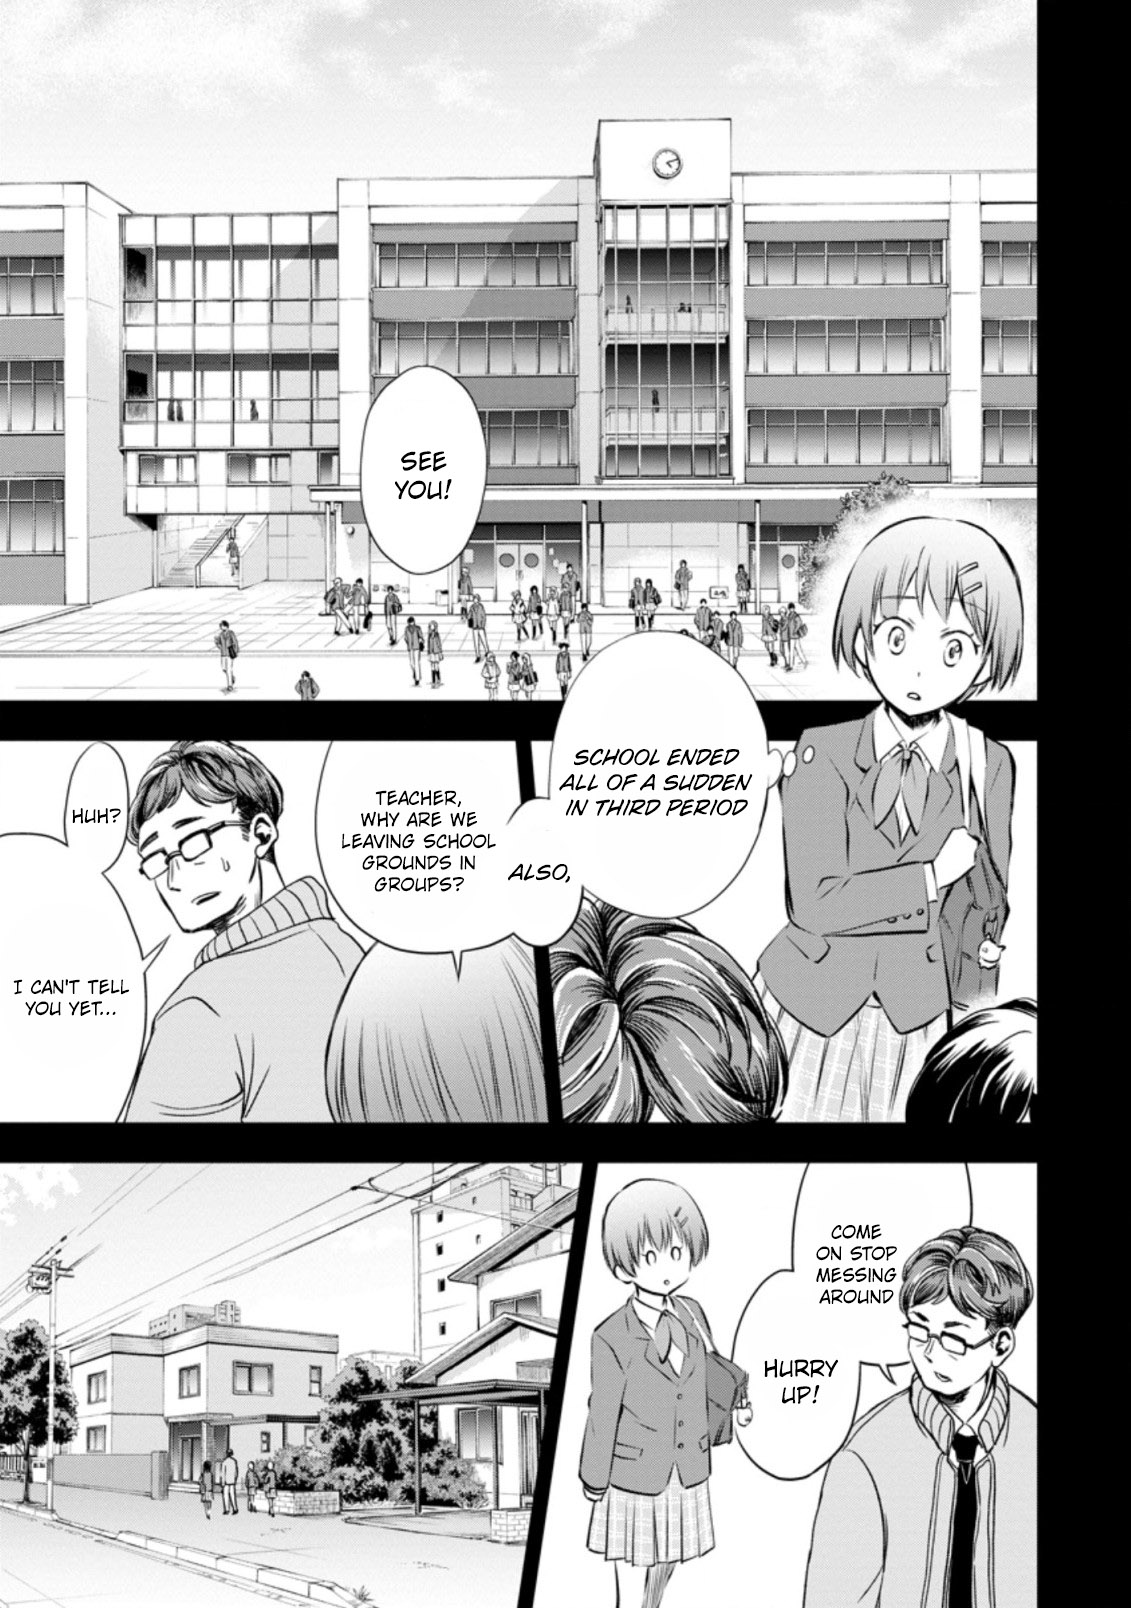 SEE
YOU!
SCHOOL ENDED
ALL OF A SUDDEN
IN THIRD PERIOD
ALSO,
TEACHER,
WHY ARE WE
LEAVING SCHOOL
GROUNDS IN
GROUPS?
HUH?
I CAN'T TELL
YOU YET...
COME
ON STOP
MESSING
AROUND
HURRY
UP!